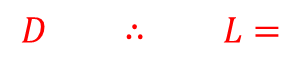 D ∴ L =